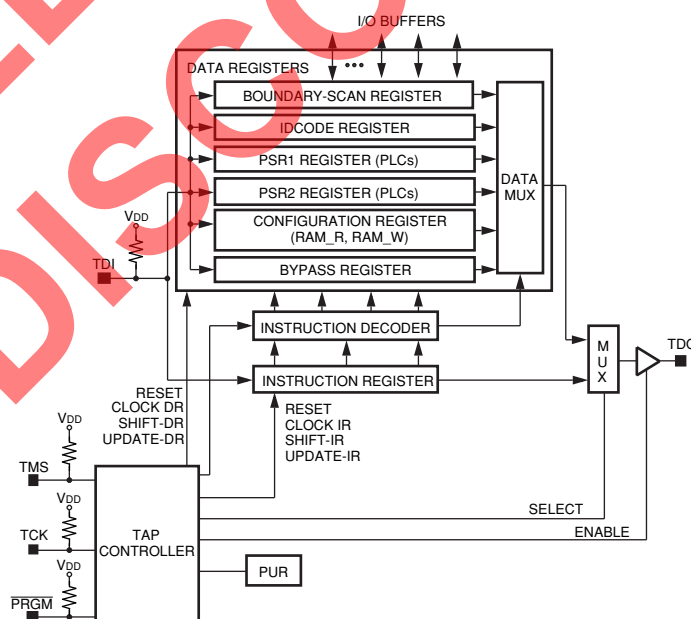 I/O BUFFERS
DATA REGISTERS
BOUNDARY-SCAN REGISTER
IDCODE REGISTER
PSR1 REGISTER (PLCs)
PSR2 REGISTER (PLCs)
CONFIGURATION REGISTER
(RAM_R, RAM_W)
BYPASS REGISTER
DATA
MUX
VDD
TDI
INSTRUCTION DECODER
INSTRUCTION REGISTER
M
U
X
TDO
RESET
CLOCK DR
SHIFT-DR
UPDATE-DR
RESET
CLOCK IR
SHIFT-IR
UPDATE-IR
VDD
TMS
VDD
TCK
VDD
PRGM
TAP
CONTROLLER
SELECT
ENABLE
PUR
DISCO